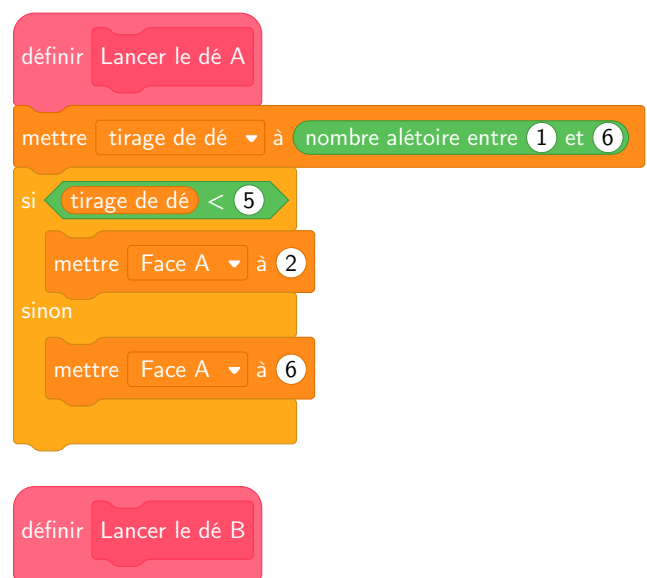 définir Lancer le dé A
mettre tirage de dé à nombre alétoire entre 1 et 6
si tirage de dé < 5
mettre Face A à 2
sinon
mettre Face A à 6
définir Lancer le dé B